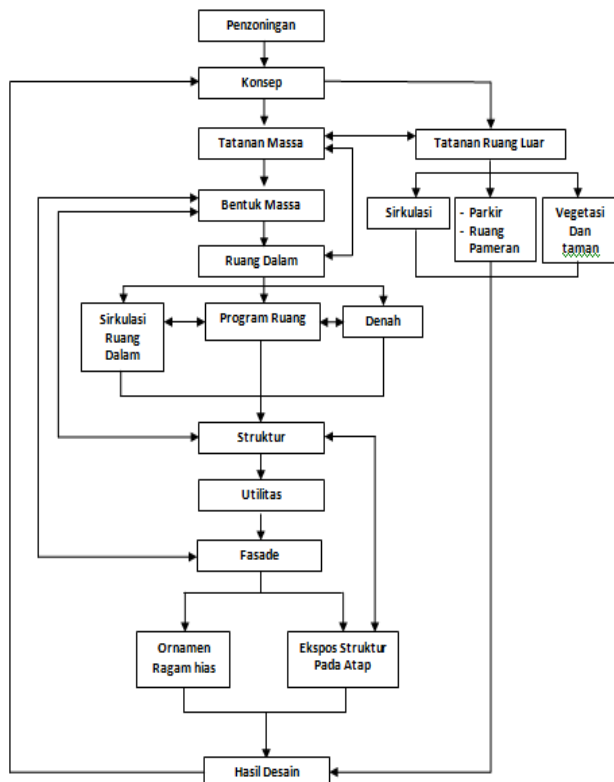 Penzoningan
Konsep
Tatanan Massa
Tatanan Ruang Luar
Bentuk Massa
Sirkulasi
- Parkir
- Ruang
Pameran
Vegetasi
Dan
taman
Ruang Dalam
Sirkulasi
Ruang
Dalam
Program Ruang
Denah
Struktur
Utilitas
Fasade
Ornamen
Ragam hias
Ekspos Struktur
Pada Atap
Hasil Desain